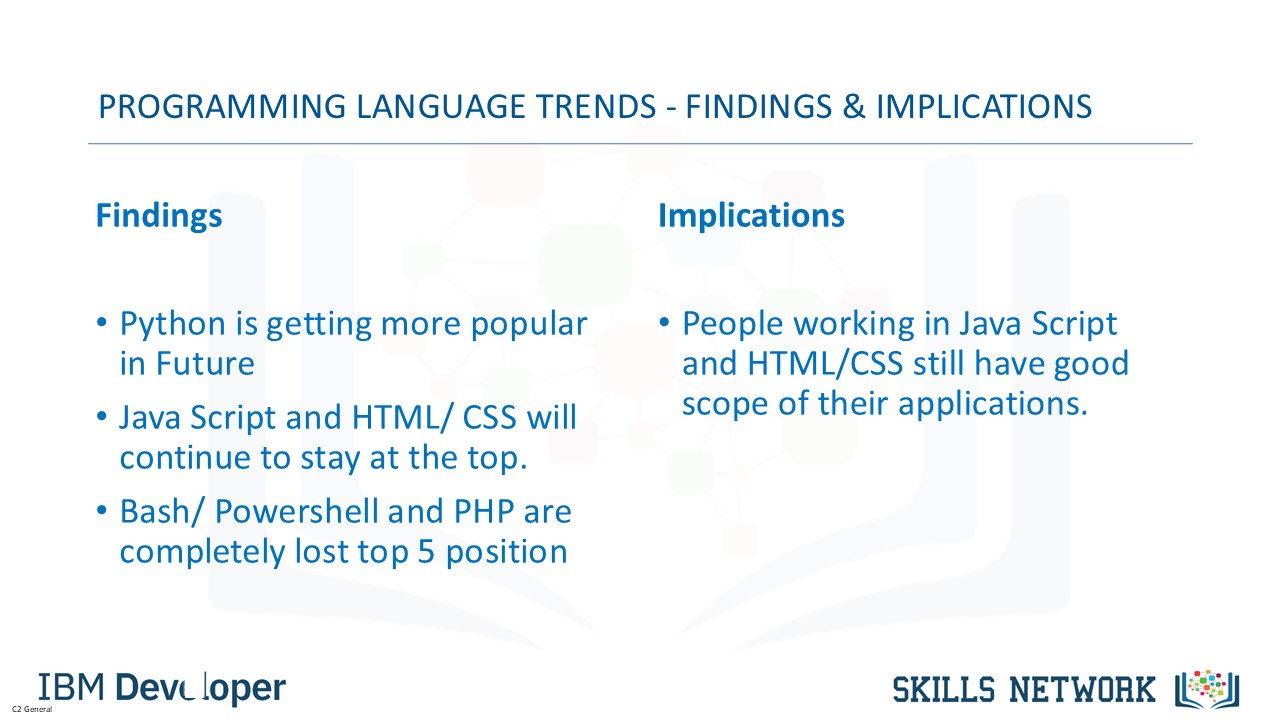 PROGRAMMING LANGUAGE TRENDS - FINDINGS & IMPLICATIONS
Findings
• Python is getting more popular
in Future
• Java Script and HTML/ CSS will
continue to stay at the top.
• Bash/ Powershell and PHP are
completely lost top 5 position
Implications
• People working in Java Script
and HTML/CSS still have good
scope of their applications.
IBM Developer
C2 General
SKILLS NETWORK